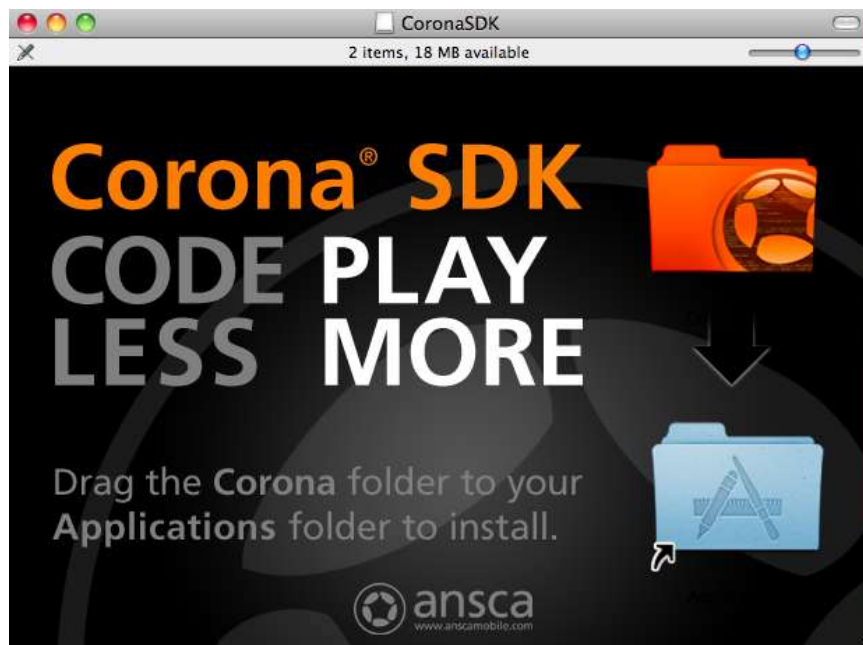 CoronaSDK
2 items, 18 MB available
Corona® SDK
CODE PLAY
LESS MORE
Drag the Corona folder to your
Applications folder to install.
ansca
www.anscamobile.com